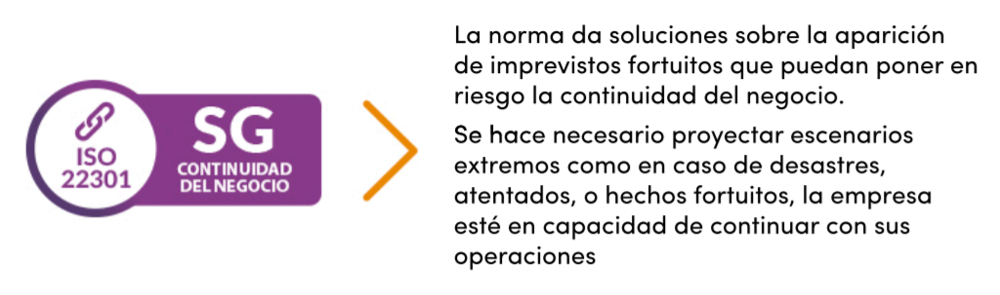 ISO
22301
SG
CONTINUIDAD
DEL NEGOCIO
La norma da soluciones sobre la aparición
de imprevistos fortuitos que puedan poner en
riesgo la continuidad del negocio.
Se hace necesario proyectar escenarios
extremos como en caso de desastres,
atentados, o hechos fortuitos, la empresa
esté en capacidad de continuar con sus
operaciones